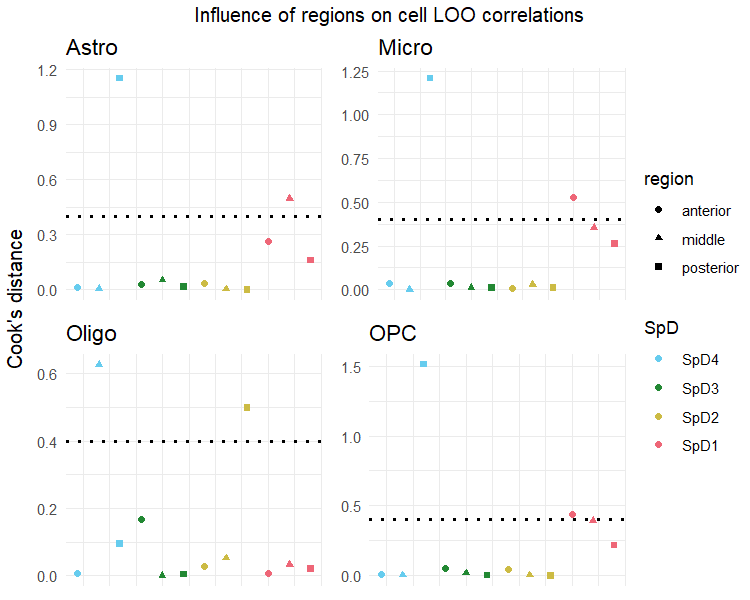 Influence of regions on cell LOO correlations
Cook's distance
Astro
1.2
0.9
0.6
0.3
0.0
Micro
1.25
1.00
0.75
0.50
0.25
0.00
Oligo
0.6
0.4
0.2
0.0
OPC
1.5
1.0
0.5
0.0
region
anterior
middle
posterior
SpD
SpD4
SpD3
SpD2
SpD1